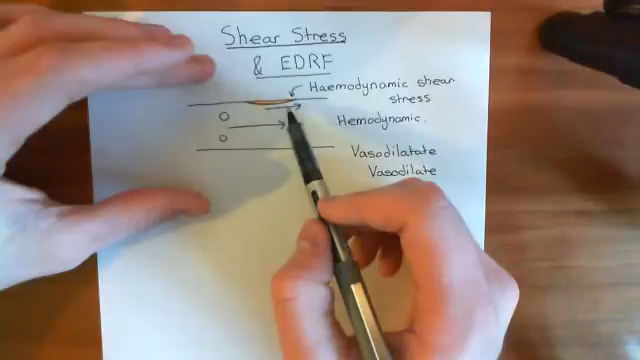 Shear Stress
& EDRF
Haemodynamic shear
stress
Hemodynamic.
Vasodilatate
Vasodilate